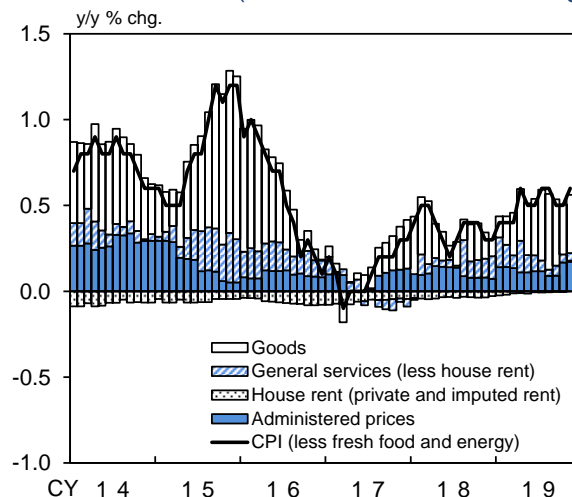 y/y % chg.
1.5
1.0
0.5
0.0
-0.5
-1.0
Goods
General services (less house rent)
House rent (private and imputed rent)
Administered prices
CPI (less fresh food and energy)
CY 14 15 16 17 18 19